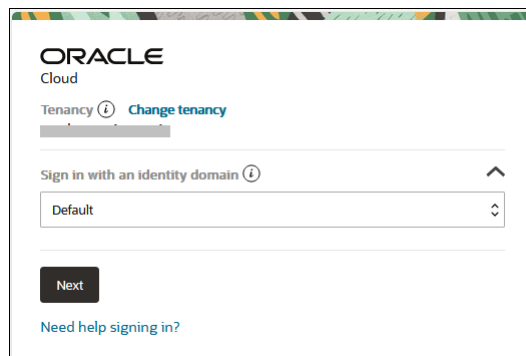 ORACLE
Cloud
Tenancy Change tenancy
Sign in with an identity domain
Default
Next
Need help signing in?